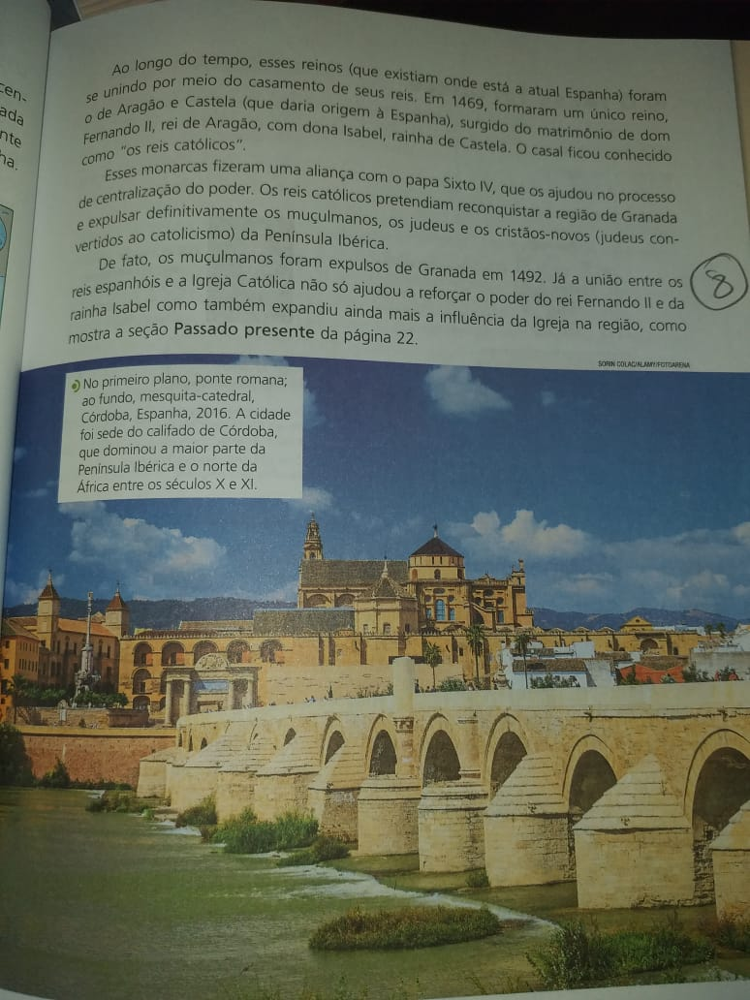 cen-
ada
nte
ha.
Ao longo do tempo, esses reinos (que existiam onde está a atual Espanha) foram
se unindo por meio do casamento de seus reis. Em 1469, formaram um único reino,
o de Aragão e Castela (que daria origem à Espanha), surgido do matrimônio de dom
Fernando II, rei de Aragão, com dona Isabel, rainha de Castela. O casal ficou conhecido
como “os reis católicos”.
Esses monarcas fizeram uma aliança com o papa Sixto IV, que os ajudou no processo
de centralização do poder. Os reis católicos pretendiam reconquistar a região de Granada
e expulsar definitivamente os muçulmanos, os judeus e os cristãos-novos (judeus con-
vertidos ao catolicismo) da Península Ibérica.
De fato, os muçulmanos foram expulsos de Granada em 1492. Já a união entre os
reis espanhóis e a Igreja Católica não só ajudou a reforçar o poder do rei Fernando II e da
rainha Isabel como também expandiu ainda mais a influência da Igreja na região, como
mostra a seção Passado presente da página 22.
8
SORIN COLAC/ALAMY/FOTOARENA
No primeiro plano, ponte romana;
ao fundo, mesquita-catedral,
Córdoba, Espanha, 2016. A cidade
foi sede do califado de Córdoba,
que dominou a maior parte da
Península Ibérica e o norte da
África entre os séculos X e XI.